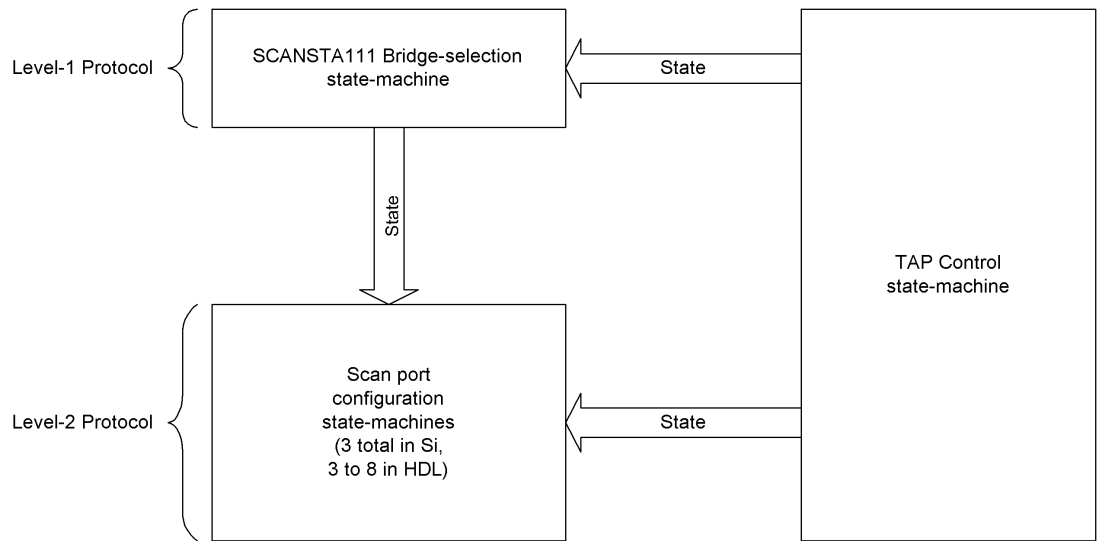 Level-1 Protocol
SCANSTA111 Bridge-selection
state-machine
State
State
TAP Control
state-machine
Level-2 Protocol
Scan port
configuration
state-machines
(3 total in Si,
3 to 8 in HDL)
State